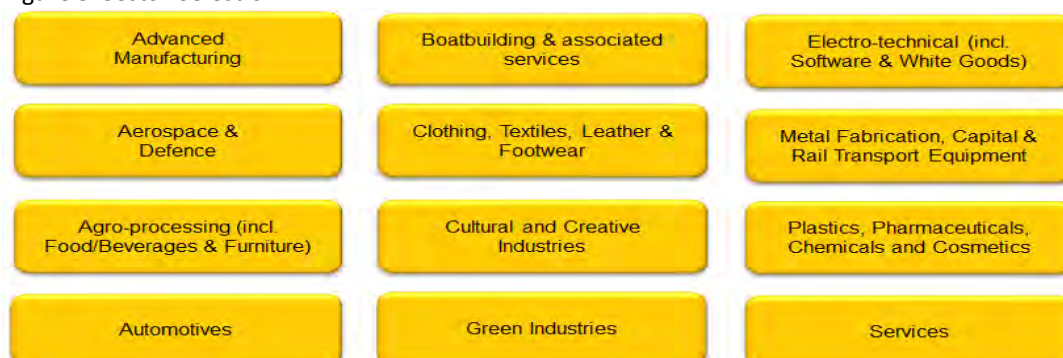 Advanced
Manufacturing
Boatbuilding & associated
services
Electro-technical (incl.
Software & White Goods)
Aerospace &
Defence
Clothing, Textiles, Leather &
Footwear
Metal Fabrication, Capital &
Rail Transport Equipment
Agro-processing (incl.
Food/Beverages & Furniture)
Cultural and Creative
Industries
Plastics, Pharmaceuticals,
Chemicals and Cosmetics
Automotives
Green Industries
Services